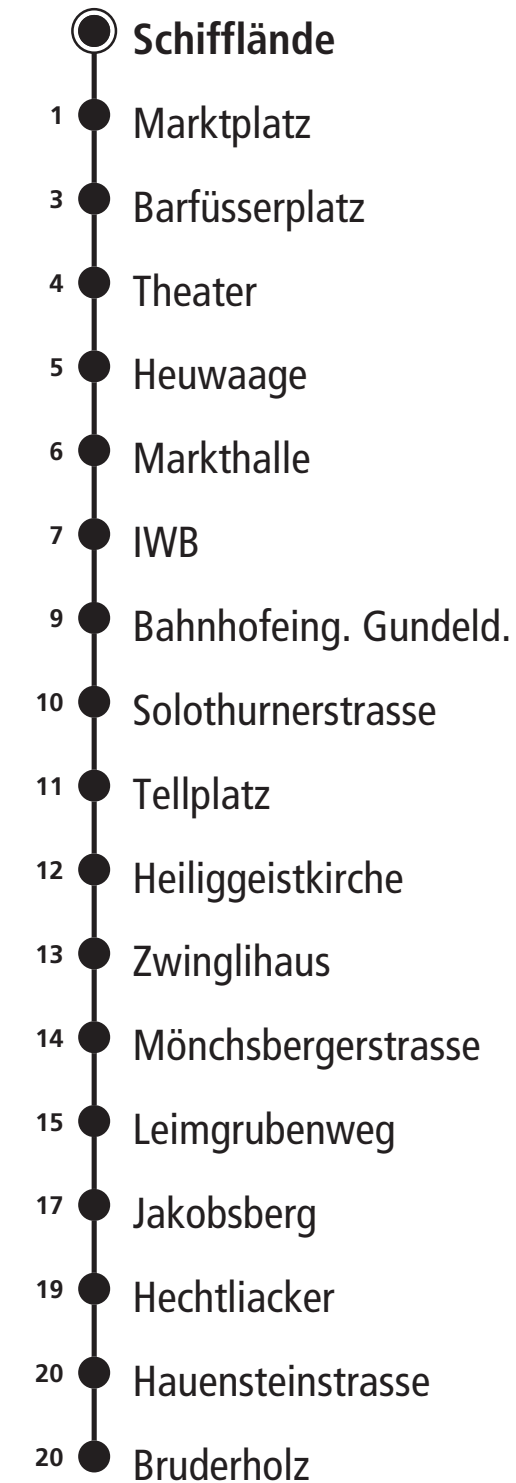 Schifflände
1 Marktplatz
3 Barfüsserplatz
4 Theater
5 Heuwaage
6 Markthalle
7 IWB
9 Bahnhofeing. Gundeld.
10 Solothurnerstrasse
11 Tellplatz
12 Heiliggeistkirche
13 Zwinglihaus
14 Mönchsbergerstrasse
15 Leimgrubenweg
17 Jakobsberg
19 Hechtliacker
20 Hauensteinstrasse
20 Bruderholz